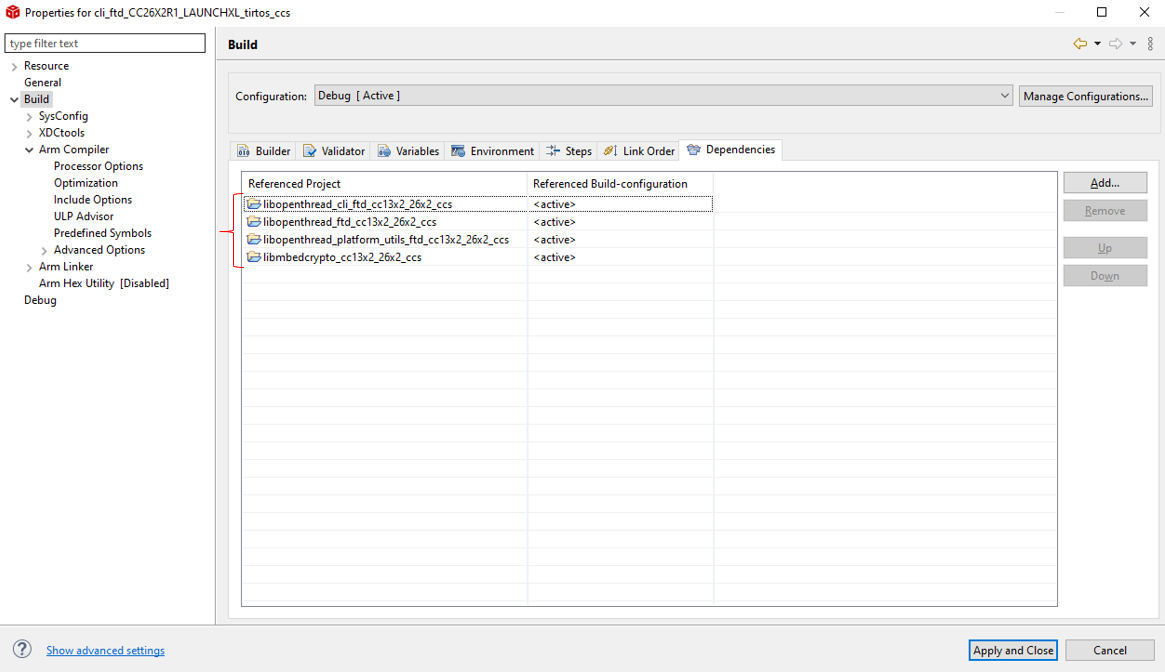 Properties for cli_ftd_CC26X2R1_LAUNCHXL_tirtos_ccs
type filter text
Resource
General
Build
SysConfig
XDCtools
Arm Compiler
Processor Options
Optimization
Include Options
ULP Advisor
Predefined Symbols
Advanced Options
Arm Linker
Arm Hex Utility [Disabled]
Debug
Build
Configuration: Debug [ Active ] Manage Configurations...
Builder Validator Variables Environment Steps Link Order Dependencies
Referenced Project Referenced Build-configuration
libopenthread_cli_ftd_cc13x2_26x2_ccs <active>
libopenthread_ftd_cc13x2_26x2_ccs <active>
libopenthread_platform_utils_ftd_cc13x2_26x2_ccs <active>
libmbedcrypto_cc13x2_26x2_ccs <active>
Add...
Remove
Up
Down
Show advanced settings
Apply and Close Cancel